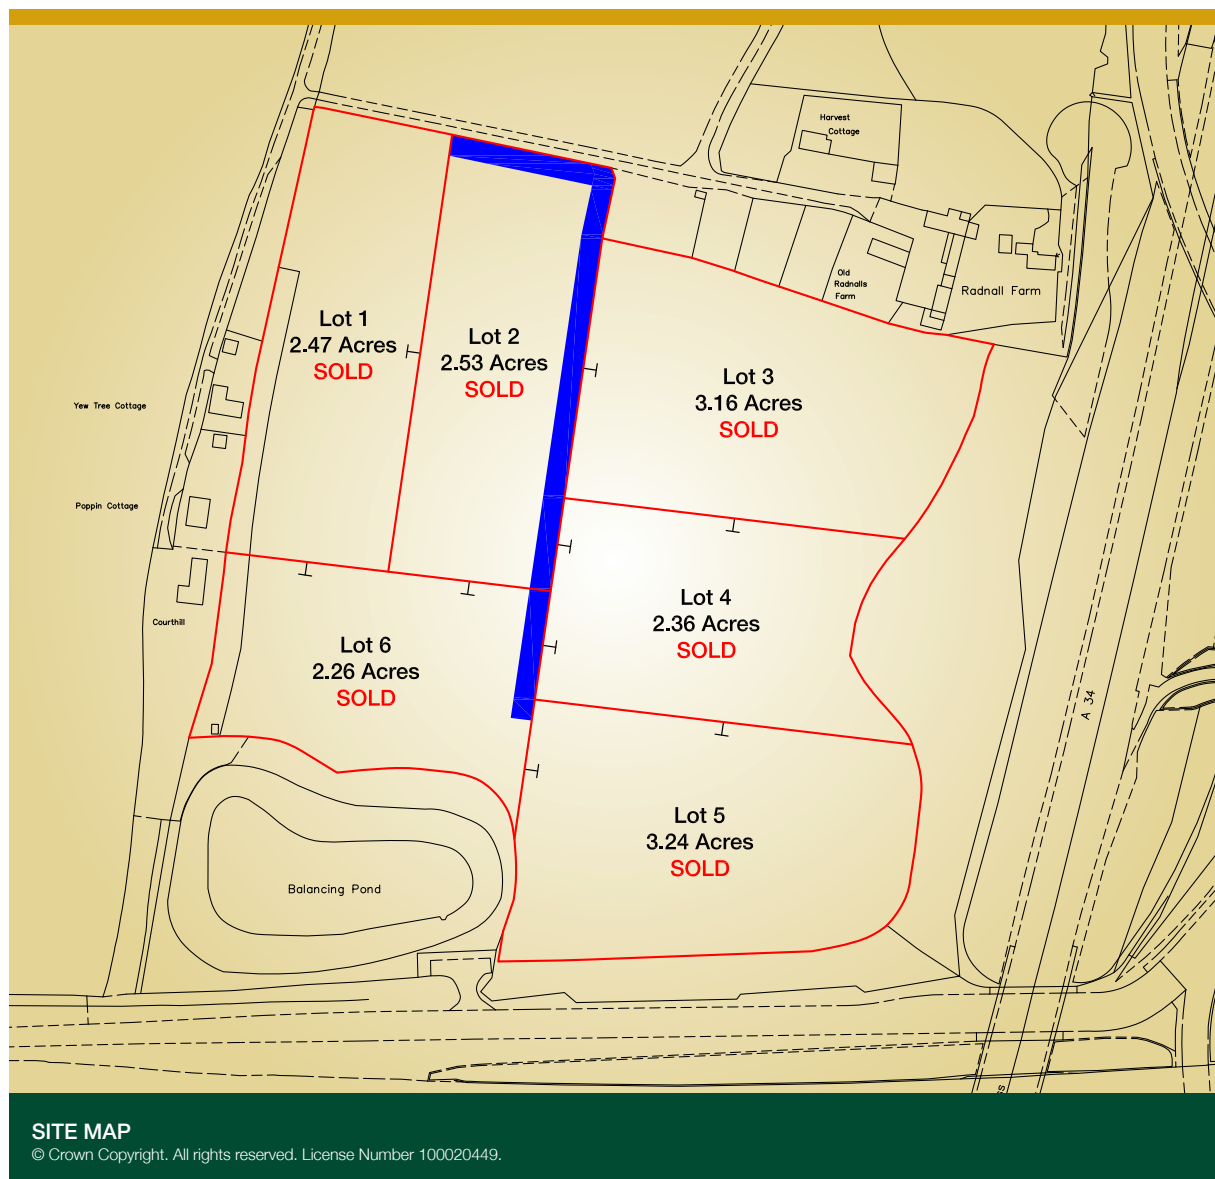 Harvest
Cottage
Old
Radnalls
Farm
Radnall Farm
Lot 1
2.47 Acres
SOLD
Lot 2
2.53 Acres
SOLD
Lot 3
3.16 Acres
SOLD
Yew Tree Cottage
Poppin Cottage
Courthill
Lot 4
2.36 Acres
SOLD
Lot 6
2.26 Acres
SOLD
A 34
Lot 5
3.24 Acres
SOLD
Balancing Pond
SITE MAP
© Crown Copyright. All rights reserved. License Number 100020449.